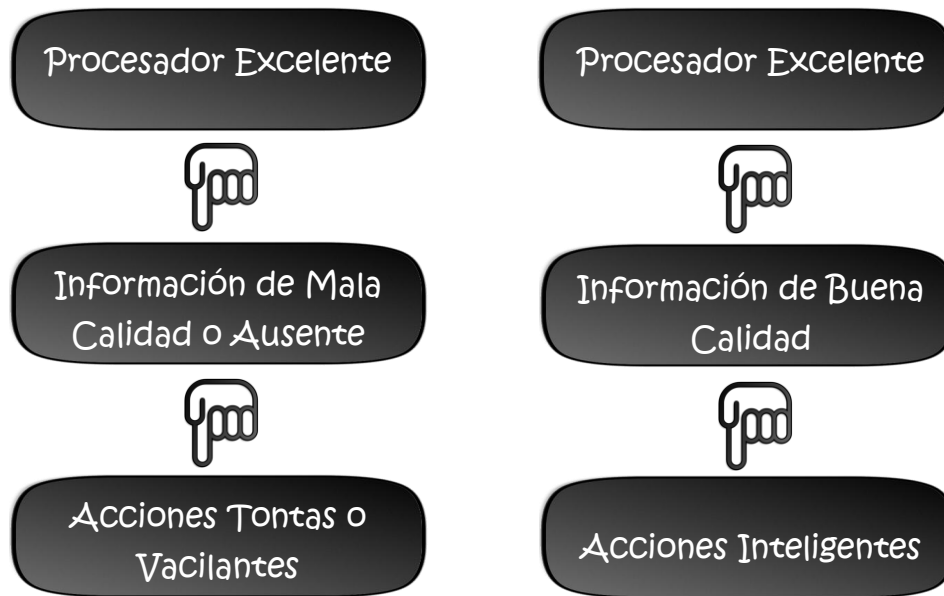 Procesador Excelente
Información de Mala
Calidad o Ausente
Acciones Tontas o
Vacilantes
Procesador Excelente
Información de Buena
Calidad
Acciones Inteligentes